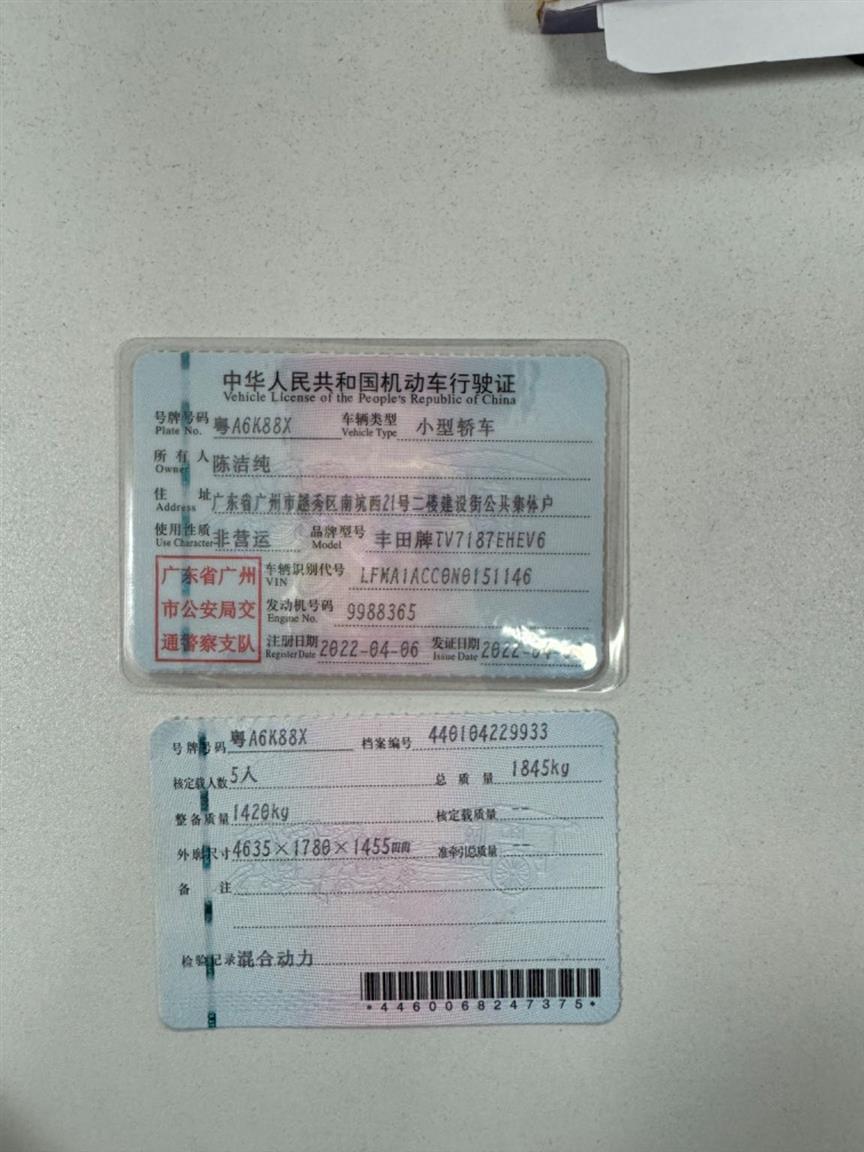 中华人民共和国机动车行驶证
Vehicle License of the People's Republic of China
号牌号码 Plate No. 粤A6K88X 车辆类型 Vehicle Type 小型轿车
所有人 Owner 陈洁纯
住址 Address 广东省广州市越秀区南坑西21号二楼建设街公共集体户
使用性质 Use Character 非营运 品牌型号 Model 丰田牌TV7187EHEV6
广东省广州市公安局交通警察支队
车辆识别代号 VIN LFMA1ACC0N0151146
发动机号码 Engine No. 9988365
注册日期 Register Date 2022-04-06 发证日期 Issue Date 2022-04-
号牌号码 粤A6K88X 档案编号 440104229933
核定载人数 5人 总质量 1845kg
整备质量 1420kg 核定载质量 --
外廓尺寸 4635×1780×1455mm 准牵引总质量 --
备注
检验记录 混合动力
*4460068247375*